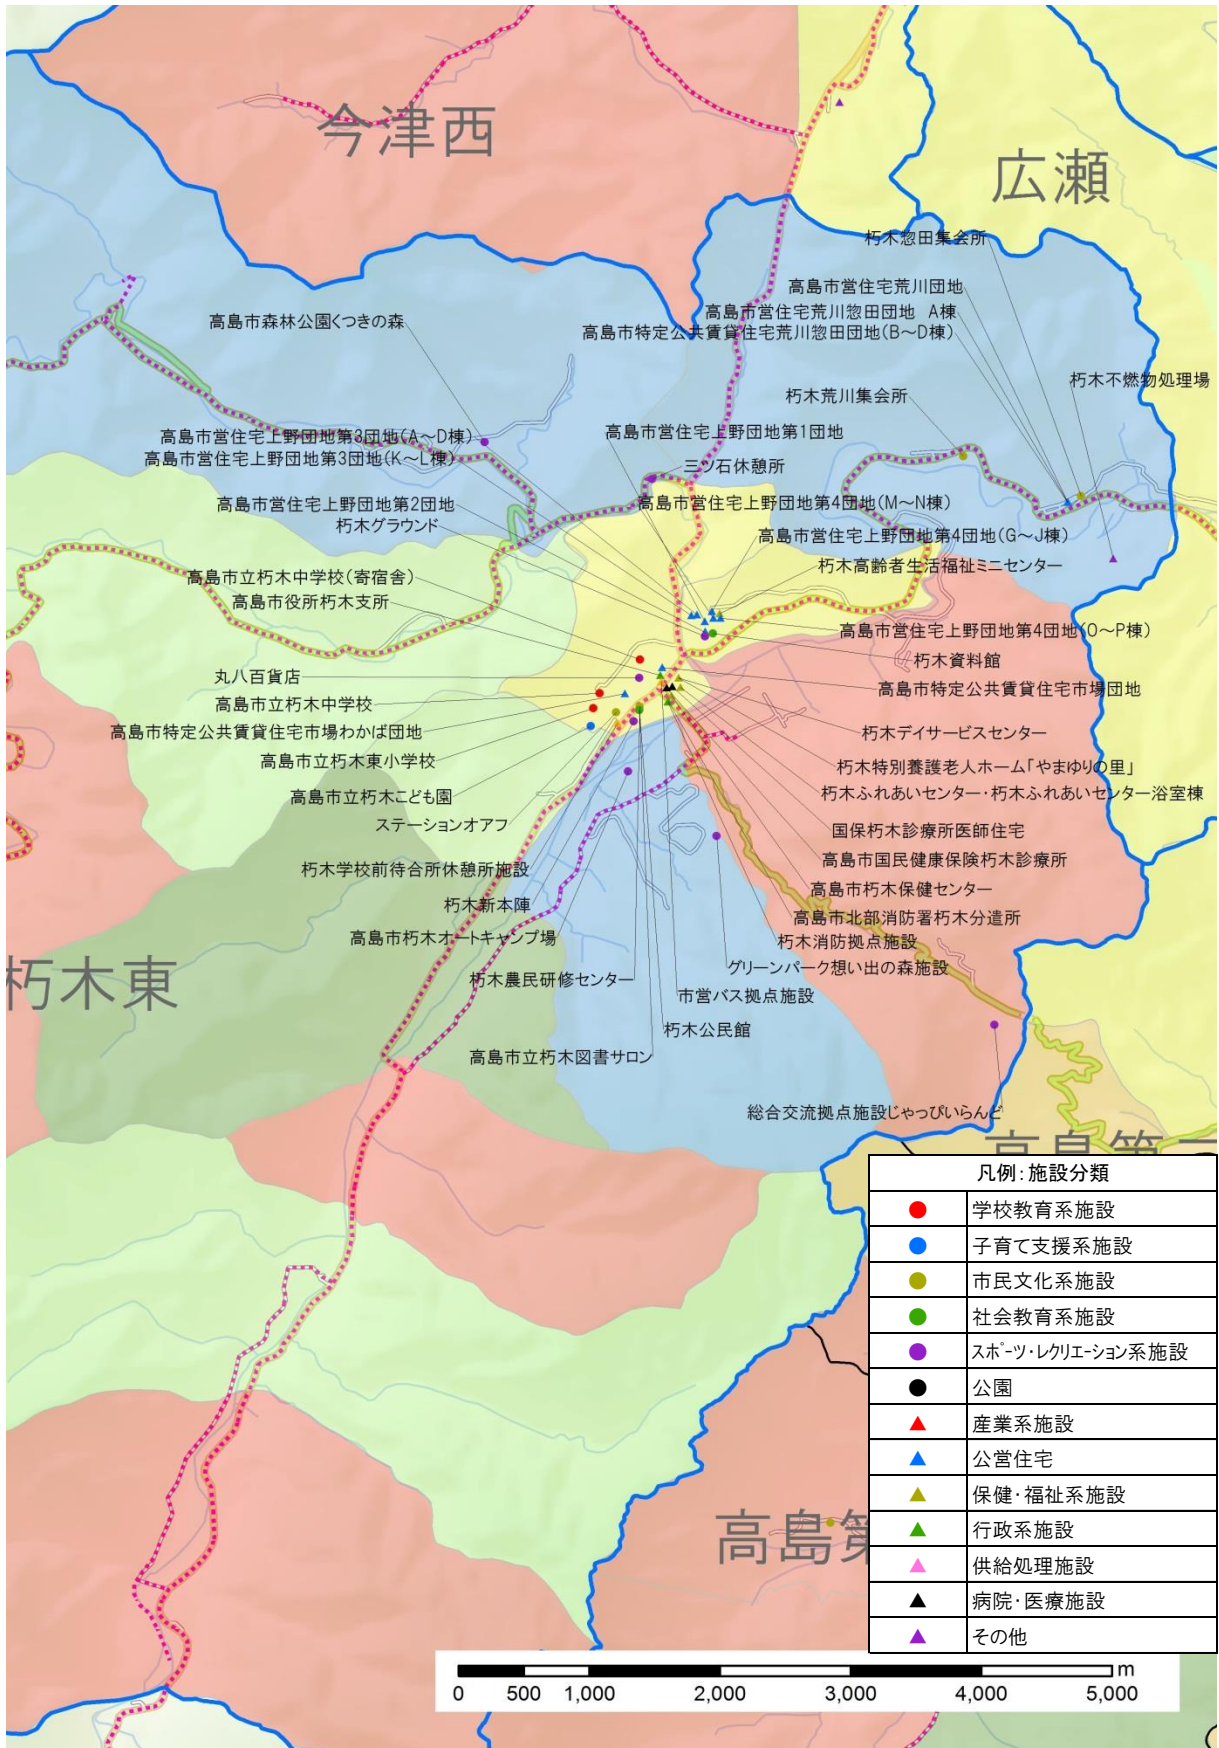 今津西
広瀬
朽木惣田集会所
高島市営住宅荒川団地
高島市営住宅荒川惣田団地 A棟
高島市特定公共賃貸住宅荒川惣田団地(B～D棟)
高島市森林公園くつきの森
朽木不燃物処理場
朽木荒川集会所
高島市営住宅上野団地第3団地(A～D棟)
高島市営住宅上野団地第1団地
高島市営住宅上野団地第3団地(K～L棟)
三ツ石休憩所
高島市営住宅上野団地第2団地
高島市営住宅上野団地第4団地(M～N棟)
朽木グラウンド
高島市営住宅上野団地第4団地(G～J棟)
朽木高齢者生活福祉ミニセンター
高島市立朽木中学校(寄宿舎)
高島市役所朽木支所
高島市営住宅上野団地第4団地(O～P棟)
朽木資料館
丸八百貨店
高島市特定公共賃貸住宅市場団地
高島市立朽木中学校
高島市特定公共賃貸住宅市場わかば団地
朽木デイサービスセンター
高島市立朽木東小学校
朽木特別養護老人ホーム「やまゆりの里」
高島市立朽木こども園
朽木ふれあいセンター・朽木ふれあいセンター浴室棟
ステーションオアフ
国保朽木診療所医師住宅
高島市国民健康保険朽木診療所
朽木学校前待合所休憩所施設
高島市朽木保健センター
朽木新本陣
高島市北部消防署朽木分遣所
高島市朽木オートキャンプ場
朽木消防拠点施設
グリーンパーク想い出の森施設
朽木東
朽木農民研修センター
市営バス拠点施設
朽木公民館
高島市立朽木図書サロン
総合交流拠点施設じゃっぴいらんど
高島第二
凡例：施設分類
学校教育系施設
子育て支援系施設
市民文化系施設
社会教育系施設
スポーツ・レクリエーション系施設
公園
産業系施設
公営住宅
保健・福祉系施設
行政系施設
供給処理施設
病院・医療施設
その他
高島第
m
0 500 1,000 2,000 3,000 4,000 5,000